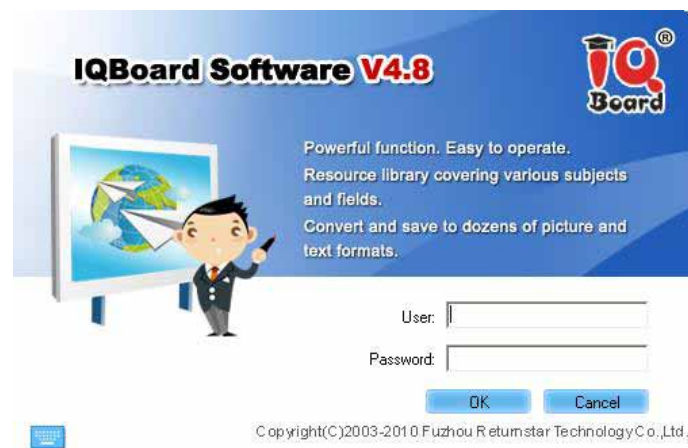 IQBoard Software V4.8
IQ®
Board
Powerful function. Easy to operate.
Resource library covering various subjects
and fields.
Convert and save to dozens of picture and
text formats.
User:
Password:
OK Cancel
Copyright(C)2003-2010 Fuzhou Returnstar Technology Co.,Ltd